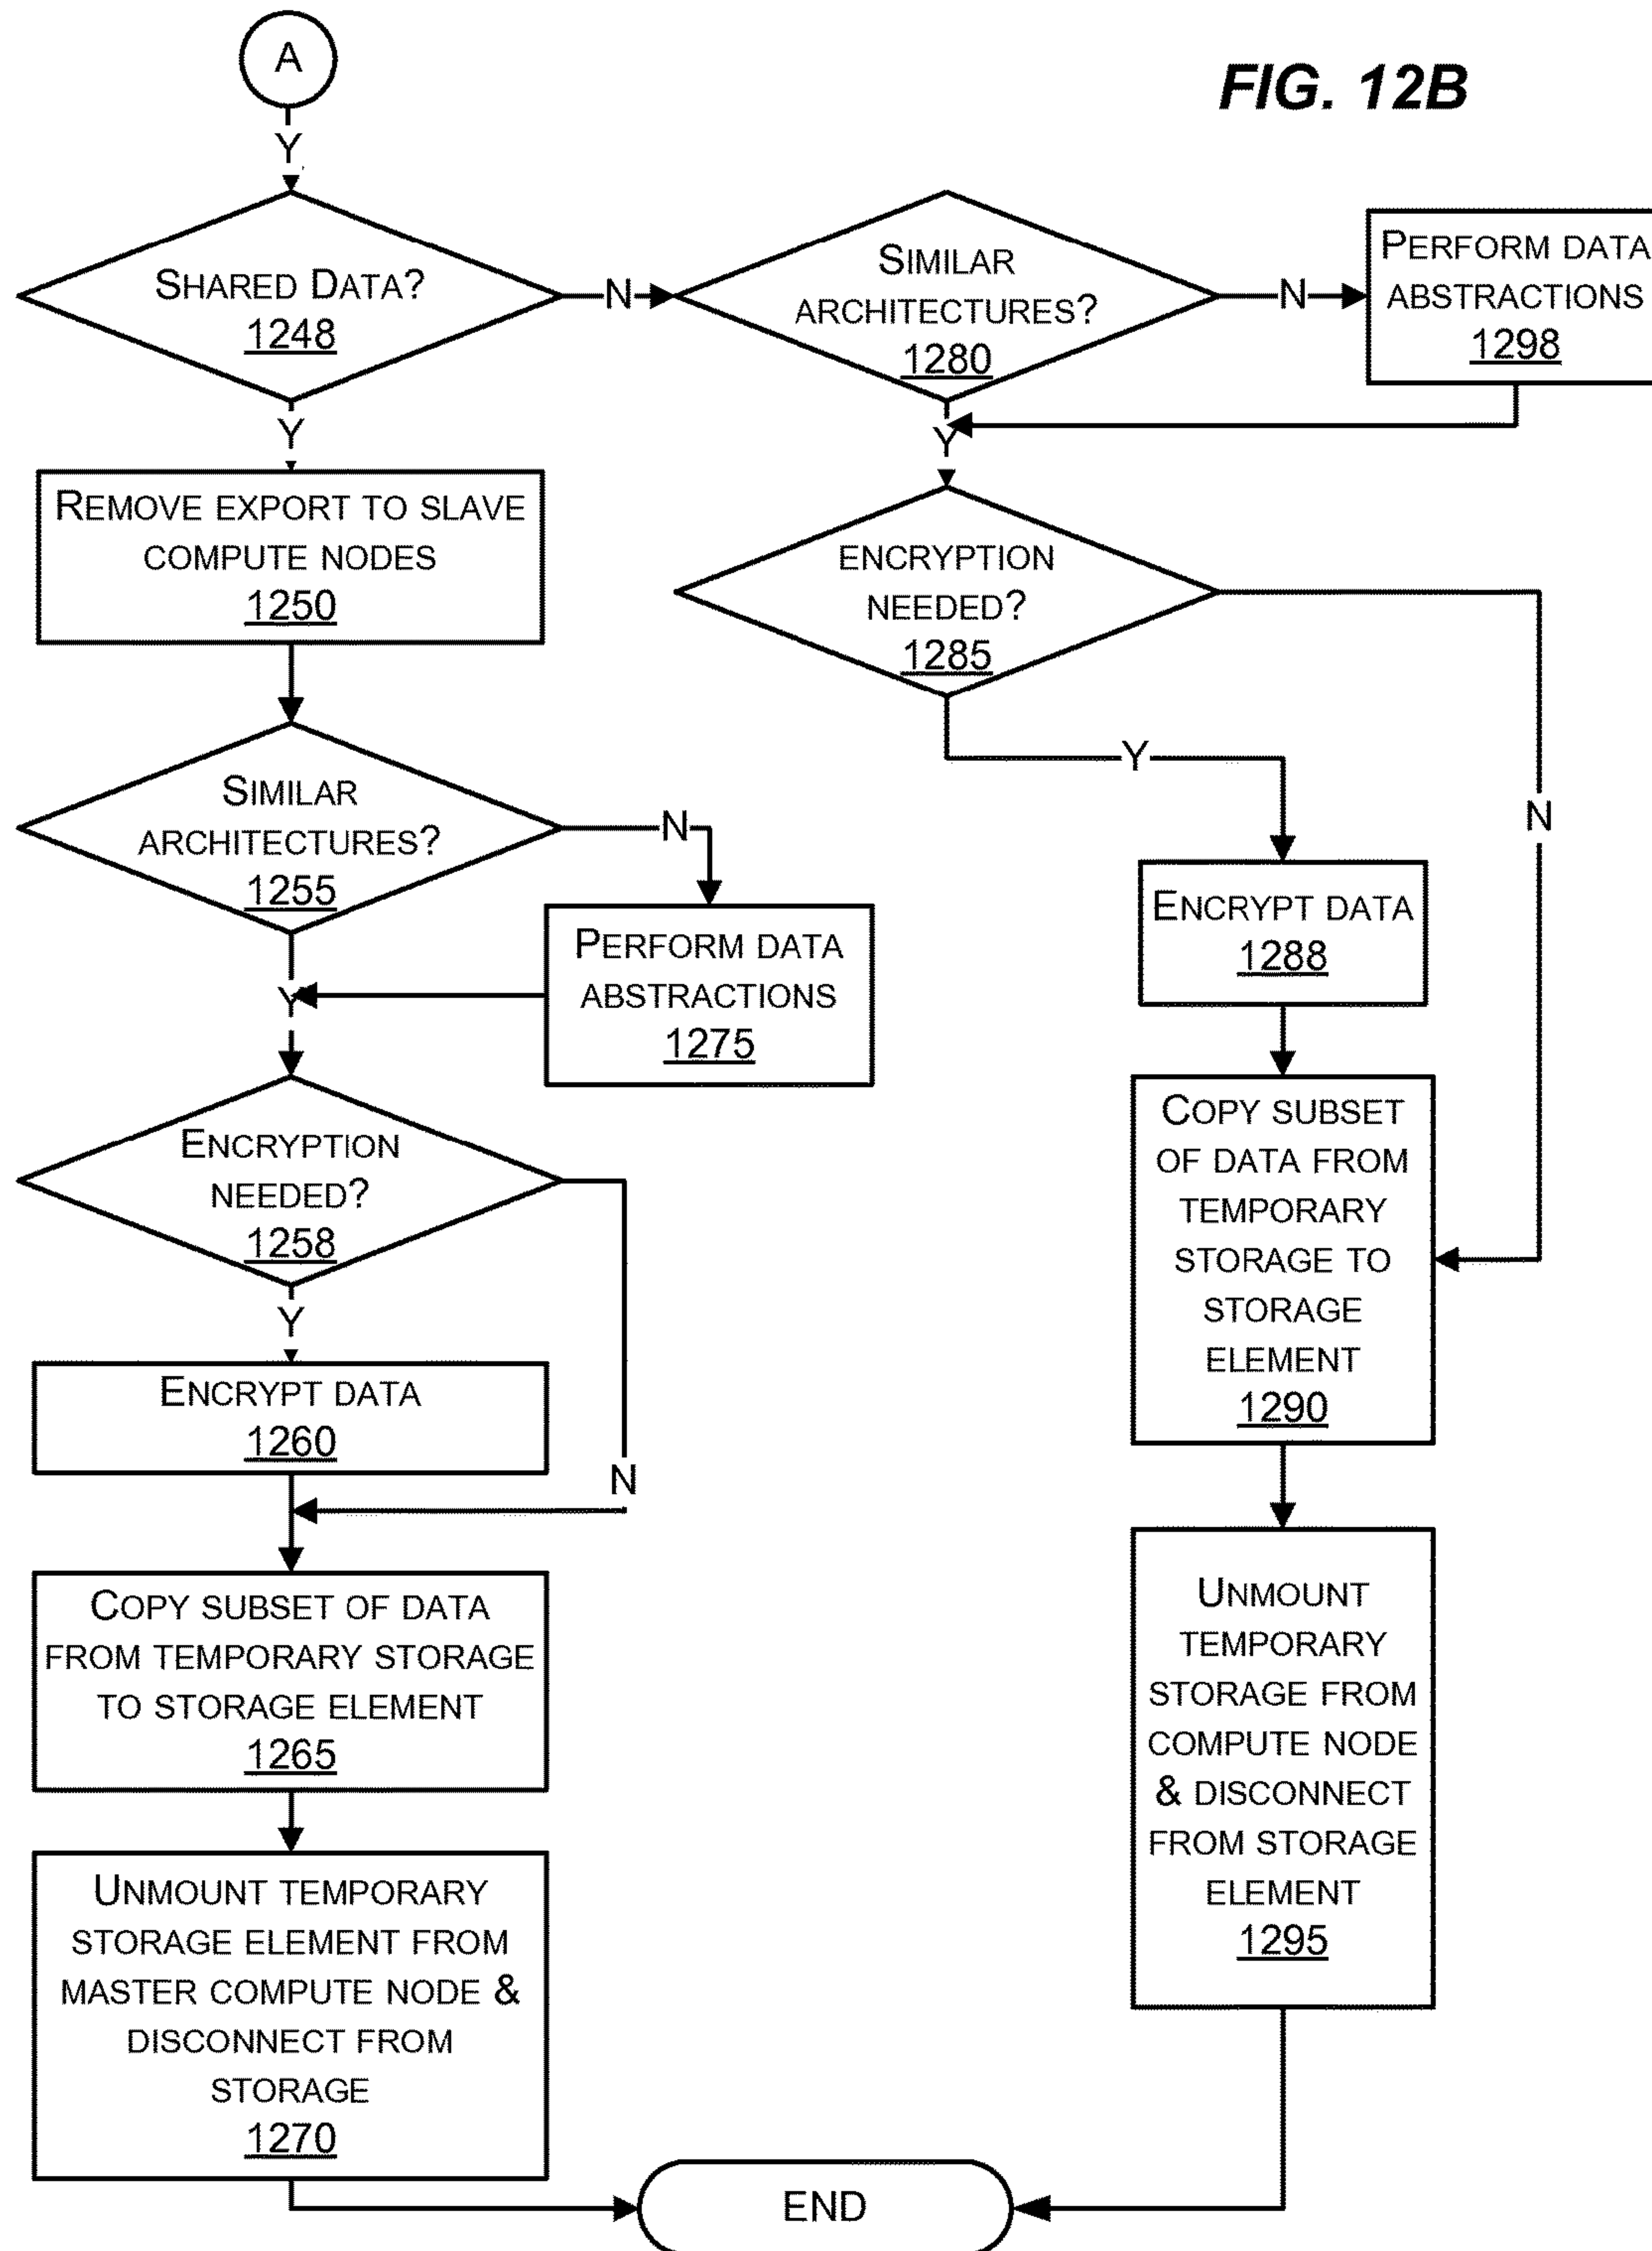 A
FIG. 12B
Y
SHARED DATA?
1248
N
SIMILAR
ARCHITECTURES?
1280
N
PERFORM DATA
ABSTRACTIONS
1298
Y
Y
REMOVE EXPORT TO SLAVE
COMPUTE NODES
1250
ENCRYPTION
NEEDED?
1285
Y
N
SIMILAR
ARCHITECTURES?
1255
N
PERFORM DATA
ABSTRACTIONS
1275
Y
ENCRYPT DATA
1288
ENCRYPTION
NEEDED?
1258
Y
N
COPY SUBSET
OF DATA FROM
TEMPORARY
STORAGE TO
STORAGE
ELEMENT
1290
ENCRYPT DATA
1260
COPY SUBSET OF DATA
FROM TEMPORARY STORAGE
TO STORAGE ELEMENT
1265
UNMOUNT
TEMPORARY
STORAGE FROM
COMPUTE NODE
& DISCONNECT
FROM STORAGE
ELEMENT
1295
UNMOUNT TEMPORARY
STORAGE ELEMENT FROM
MASTER COMPUTE NODE &
DISCONNECT FROM
STORAGE
1270
END